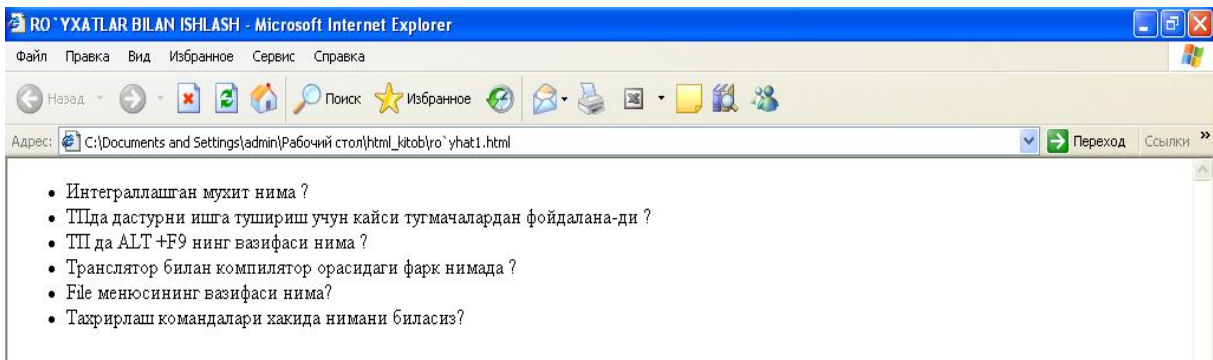 RO`YXATLAR BILAN ISHLASH - Microsoft Internet Explorer
Файл Правка Вид Избранное Сервис Справка
Назад Поиск Избранное
Адрес: C:\Documents and Settings\admin\Рабочий стол\html_kitob\ro`yhat1.html Переход Ссылки »
• Интеграллашган мухит нима ?
• ТПда дастурни ишга тушириш учун кайси тугмачалардан фойдалана-ди ?
• ТП да ALT +F9 нинг вазифаси нима ?
• Транслятор билан компилятор орасидаги фарк нимада ?
• File менюсининг вазифаси нима?
• Тахрирлаш командалари хакида нимани биласиз?